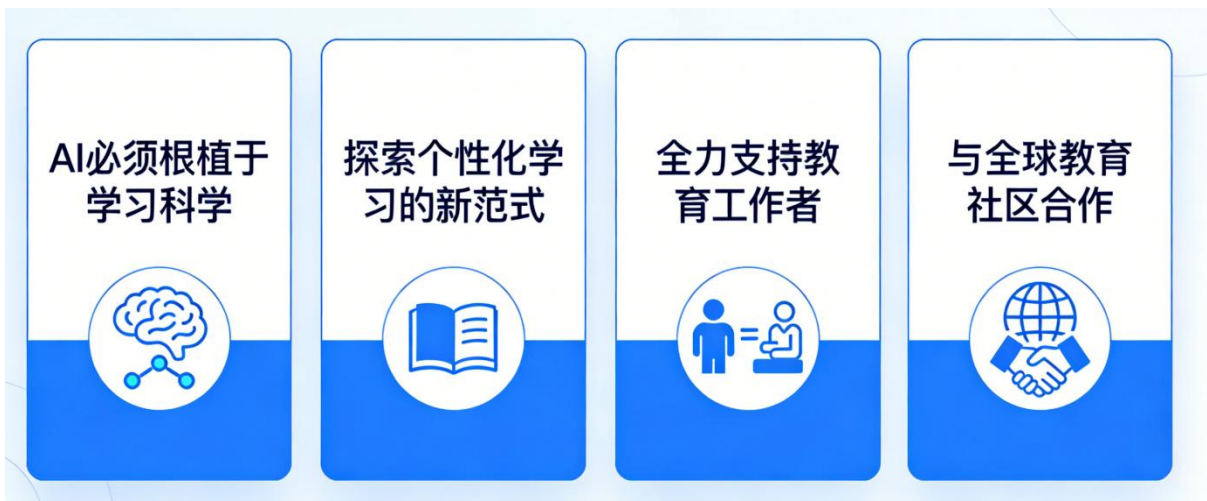 AI必须根植于
学习科学
探索个性化学
习的新范式
全力支持教
育工作者
与全球教育
社区合作